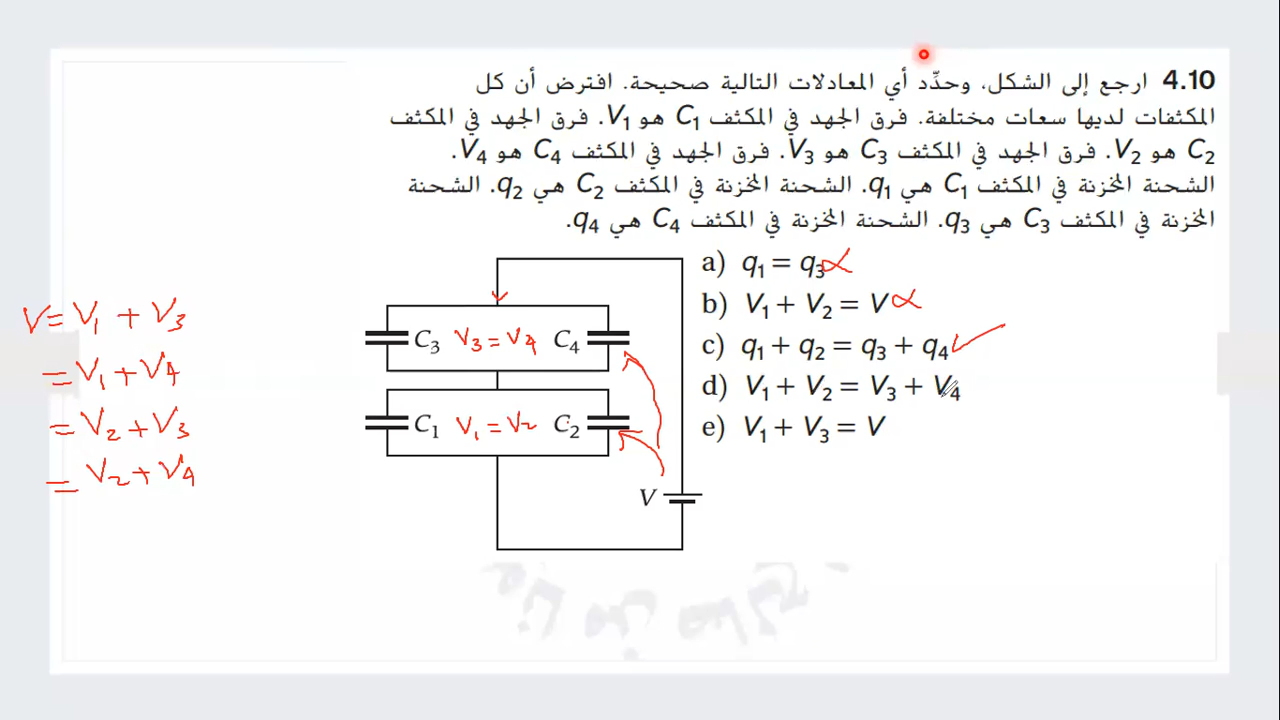 4.10 ارجع إلى الشكل، وحدّد أي المعادلات التالية صحيحة. افترض أن كل
المكثفات لديها سعات مختلفة. فرق الجهد في المكثف C1 هو V1. فرق الجهد في المكثف
C2 هو V2. فرق الجهد في المكثف C3 هو V3. فرق الجهد في المكثف C4 هو V4.
الشحنة المخزنة في المكثف C1 هي q1. الشحنة المخزنة في المكثف C2 هي q2. الشحنة
المخزنة في المكثف C3 هي q3. الشحنة المخزنة في المكثف C4 هي q4.
a) q1 = q3
b) V1 + V2 = V
c) q1 + q2 = q3 + q4
d) V1 + V2 = V3 + V4
e) V1 + V3 = V
C3 V3 = V4 C4
C1 V1 = V2 C2
V
V = V1 + V3
= V1 + V4
= V2 + V3
= V2 + V4